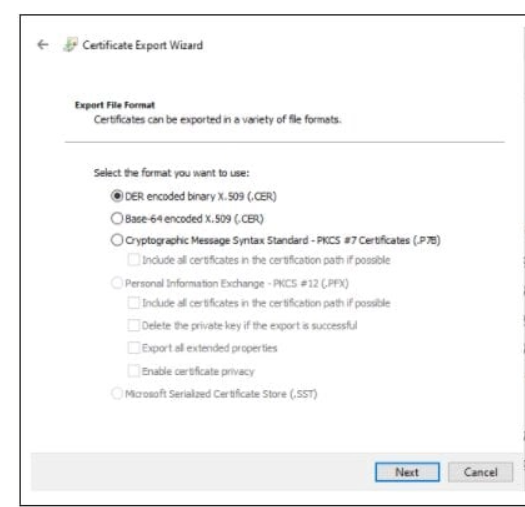 Certificate Export Wizard
Export File Format
Certificates can be exported in a variety of file formats.
Select the format you want to use:
DER encoded binary X.509 (.CER)
Base-64 encoded X.509 (.CER)
Cryptographic Message Syntax Standard - PKCS #7 Certificates (.P7B)
Include all certificates in the certification path if possible
Personal Information Exchange - PKCS #12 (.PFX)
Include all certificates in the certification path if possible
Delete the private key if the export is successful
Export all extended properties
Enable certificate privacy
Microsoft Serialized Certificate Store (.SST)
Next Cancel